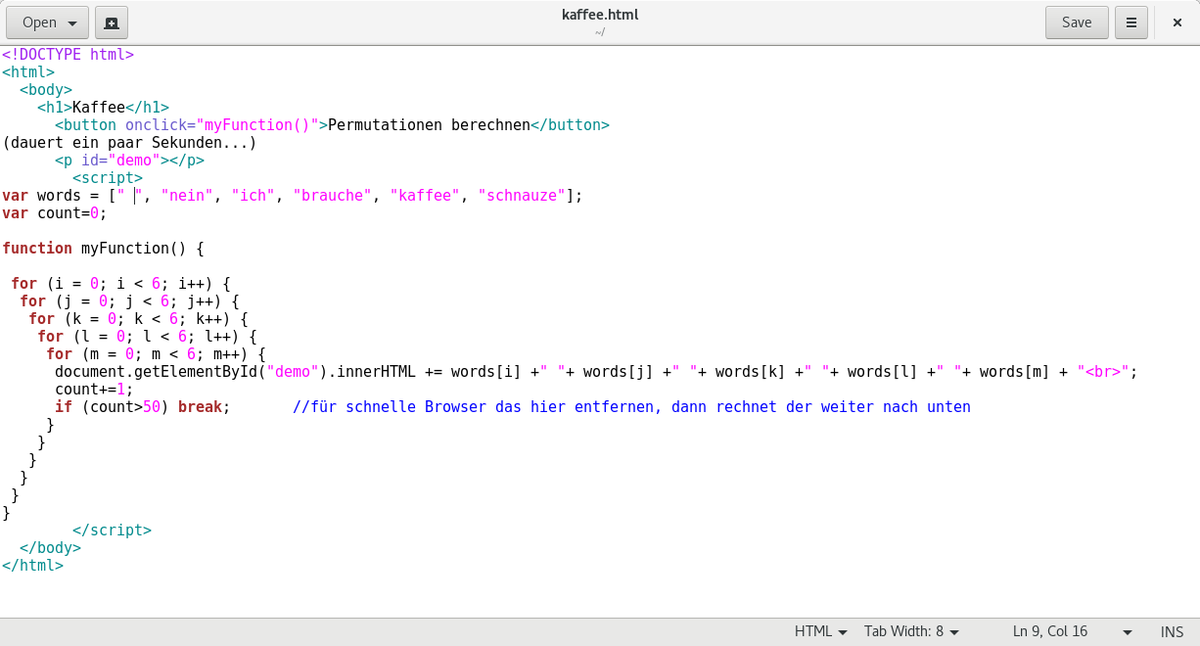 Open
kaffee.html
~/
Save
<!DOCTYPE html>
<html>
  <body>
    <h1>Kaffee</h1>
      <button onclick="myFunction()">Permutationen berechnen</button>
(dauert ein paar Sekunden...)
      <p id="demo"></p>
        <script>
var words = [" ", "nein", "ich", "brauche", "kaffee", "schnauze"];
var count=0;

function myFunction() {

 for (i = 0; i < 6; i++) {
  for (j = 0; j < 6; j++) {
   for (k = 0; k < 6; k++) {
    for (l = 0; l < 6; l++) {
     for (m = 0; m < 6; m++) {
      document.getElementById("demo").innerHTML += words[i] +" "+ words[j] +" "+ words[k] +" "+ words[l] +" "+ words[m] + "<br>";
      count+=1;
      if (count>50) break;       //für schnelle Browser das hier entfernen, dann rechnet der weiter nach unten
     }
    }
   }
  }
 }
}
        </script>
  </body>
</html>
HTML Tab Width: 8 Ln 9, Col 16 INS